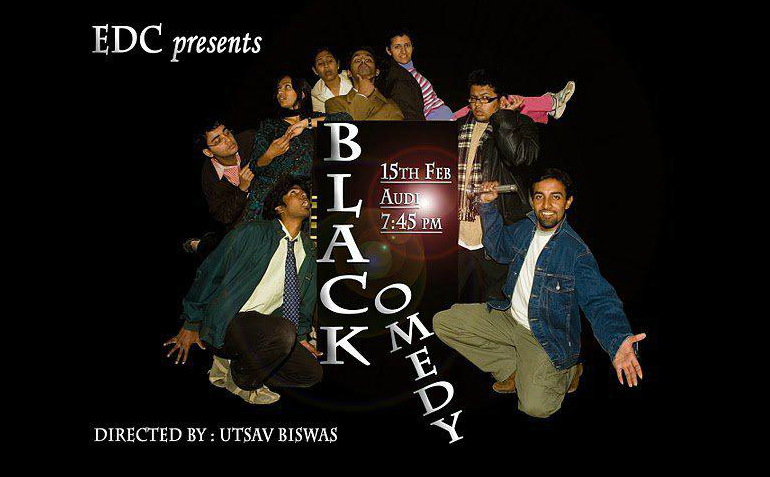 EDC presents
BLACK
COMEDY
15th Feb
Audi
7:45 pm
Directed by : Utsav Biswas